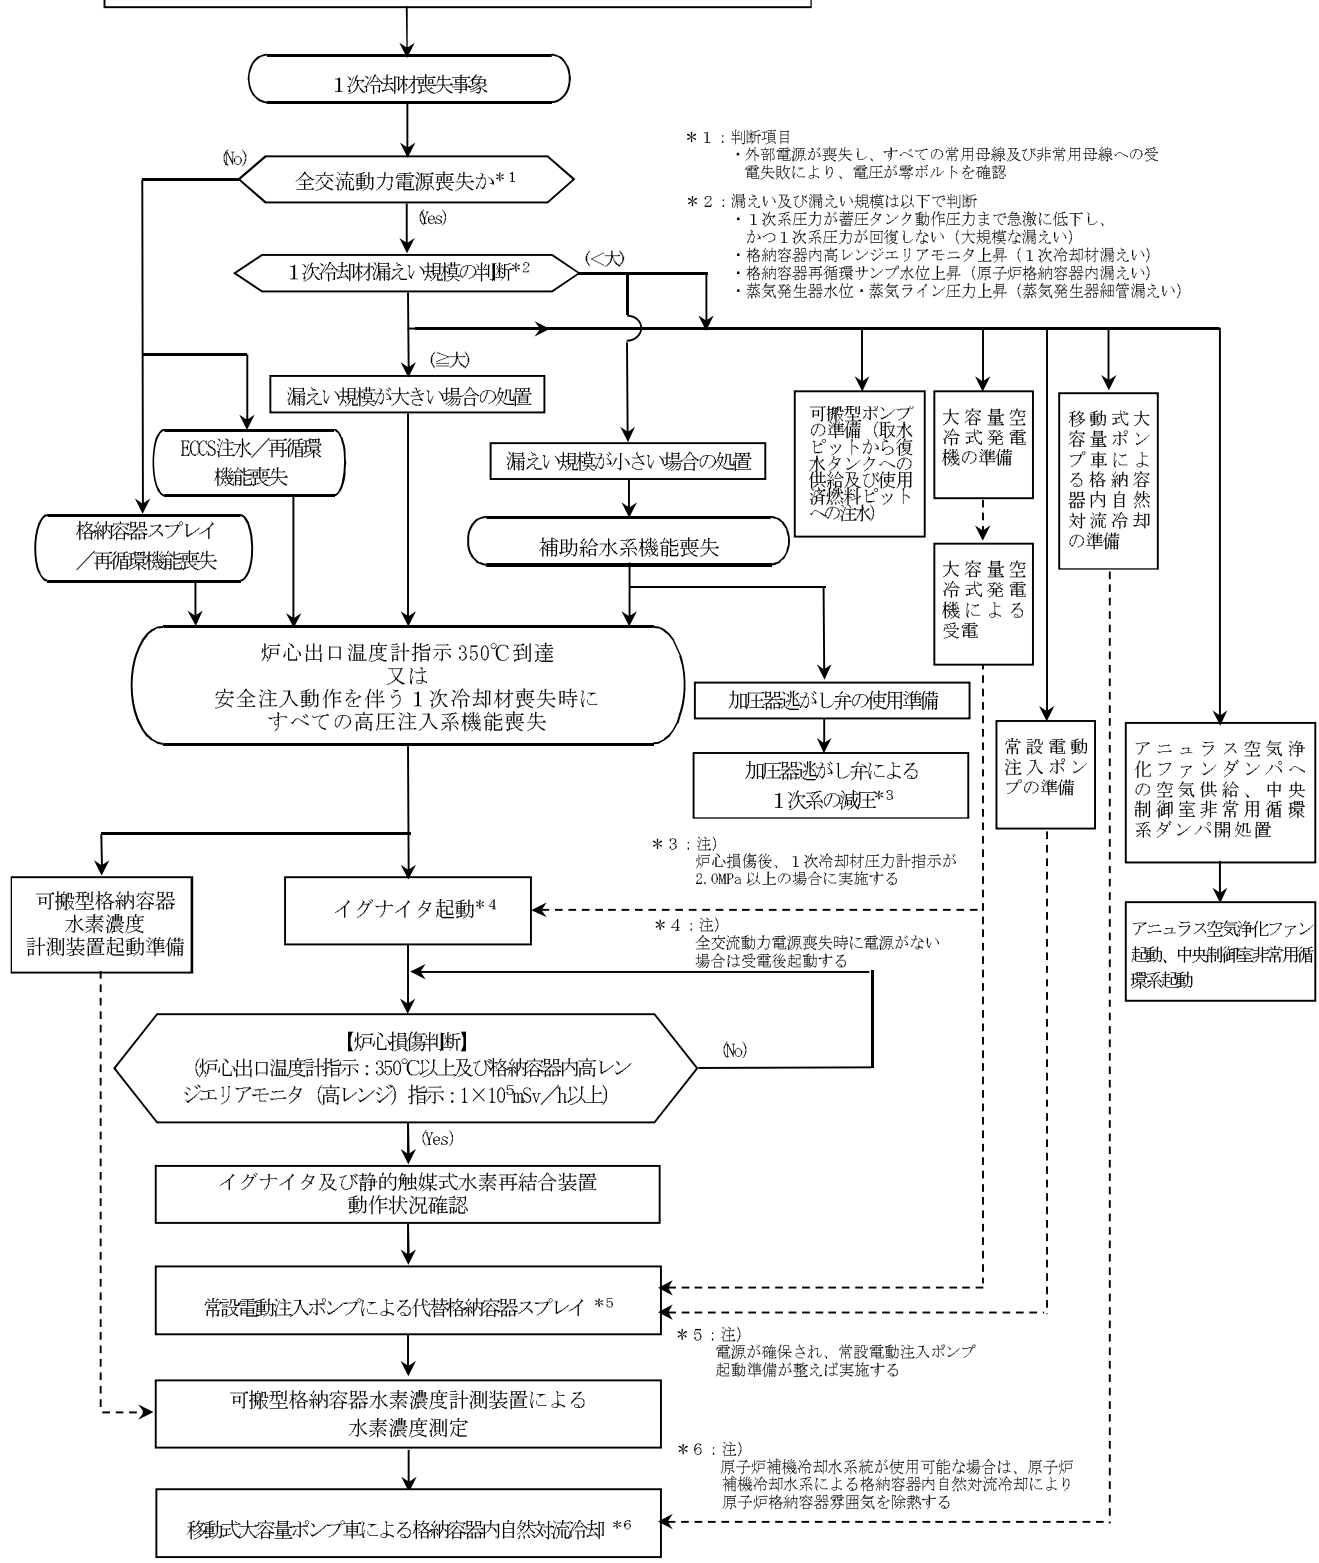 1次冷却材喪失事象
(No)
全交流動力電源喪失か*1
(Yes)
*1:判断項目
・外部電源が喪失し、すべての常用母線及び非常用母線への受
電失敗により、電圧が零ボルトを確認
*2:漏えい及び漏えい規模は以下で判断
・1次系圧力が蓄圧タンク動作圧力まで急激に低下し、
かつ1次系圧力が回復しない(大規模な漏えい)
・格納容器内高レンジエリアモニタ上昇(1次冷却材漏えい)
・格納容器再循環サンプ水位上昇(原子炉格納容器内漏えい)
・蒸気発生器水位・蒸気ライン圧力上昇(蒸気発生器細管漏えい)
1次冷却材漏えい規模の判断*2
(<大)
(≧大)
漏えい規模が大きい場合の処置
ECCS注水/再循環
機能喪失
格納容器スプレイ
/再循環機能喪失
漏えい規模が小さい場合の処置
補助給水系機能喪失
可搬型ポンプ
の準備(取水
ピットから復
水タンクへの
供給及び使用
済燃料ピット
への注水)
大容量空
冷式発電
機の準備
大容量空
冷式発電
機による
受電
移動式大
容量ポン
プ車によ
る格納容
器内自然
対流冷却
の準備
炉心出口温度計指示350℃到達
又は
安全注入動作を伴う1次冷却材喪失時に
すべての高圧注入系機能喪失
加圧器逃がし弁の使用準備
加圧器逃がし弁による
1次系の減圧*3
常設電動
注入ポン
プの準備
アニュラス空気浄
化ファンダンパへ
の空気供給、中央
制御室非常用循環
系ダンパ開処置
アニュラス空気浄化ファン
起動、中央制御室非常用循
環系起動
*3:注)
炉心損傷後、1次冷却材圧力計指示が
2.0MPa以上の場合に実施する
可搬型格納容器
水素濃度
計測装置起動準備
イグナイタ起動*4
*4:注)
全交流動力電源喪失時に電源がない
場合は受電後起動する
【炉心損傷判断】
(炉心出口温度計指示:350℃以上及び格納容器内高レン
ジエリアモニタ(高レンジ)指示:1×10⁵mSv/h以上)
(No)
(Yes)
イグナイタ及び静的触媒式水素再結合装置
動作状況確認
常設電動注入ポンプによる代替格納容器スプレイ *5
*5:注)
電源が確保され、常設電動注入ポンプ
起動準備が整えば実施する
可搬型格納容器水素濃度計測装置による
水素濃度測定
*6:注)
原子炉補機冷却水系統が使用可能な場合は、原子炉
補機冷却水系による格納容器内自然対流冷却により
原子炉格納容器雰囲気を除熱する
移動式大容量ポンプ車による格納容器内自然対流冷却 *6